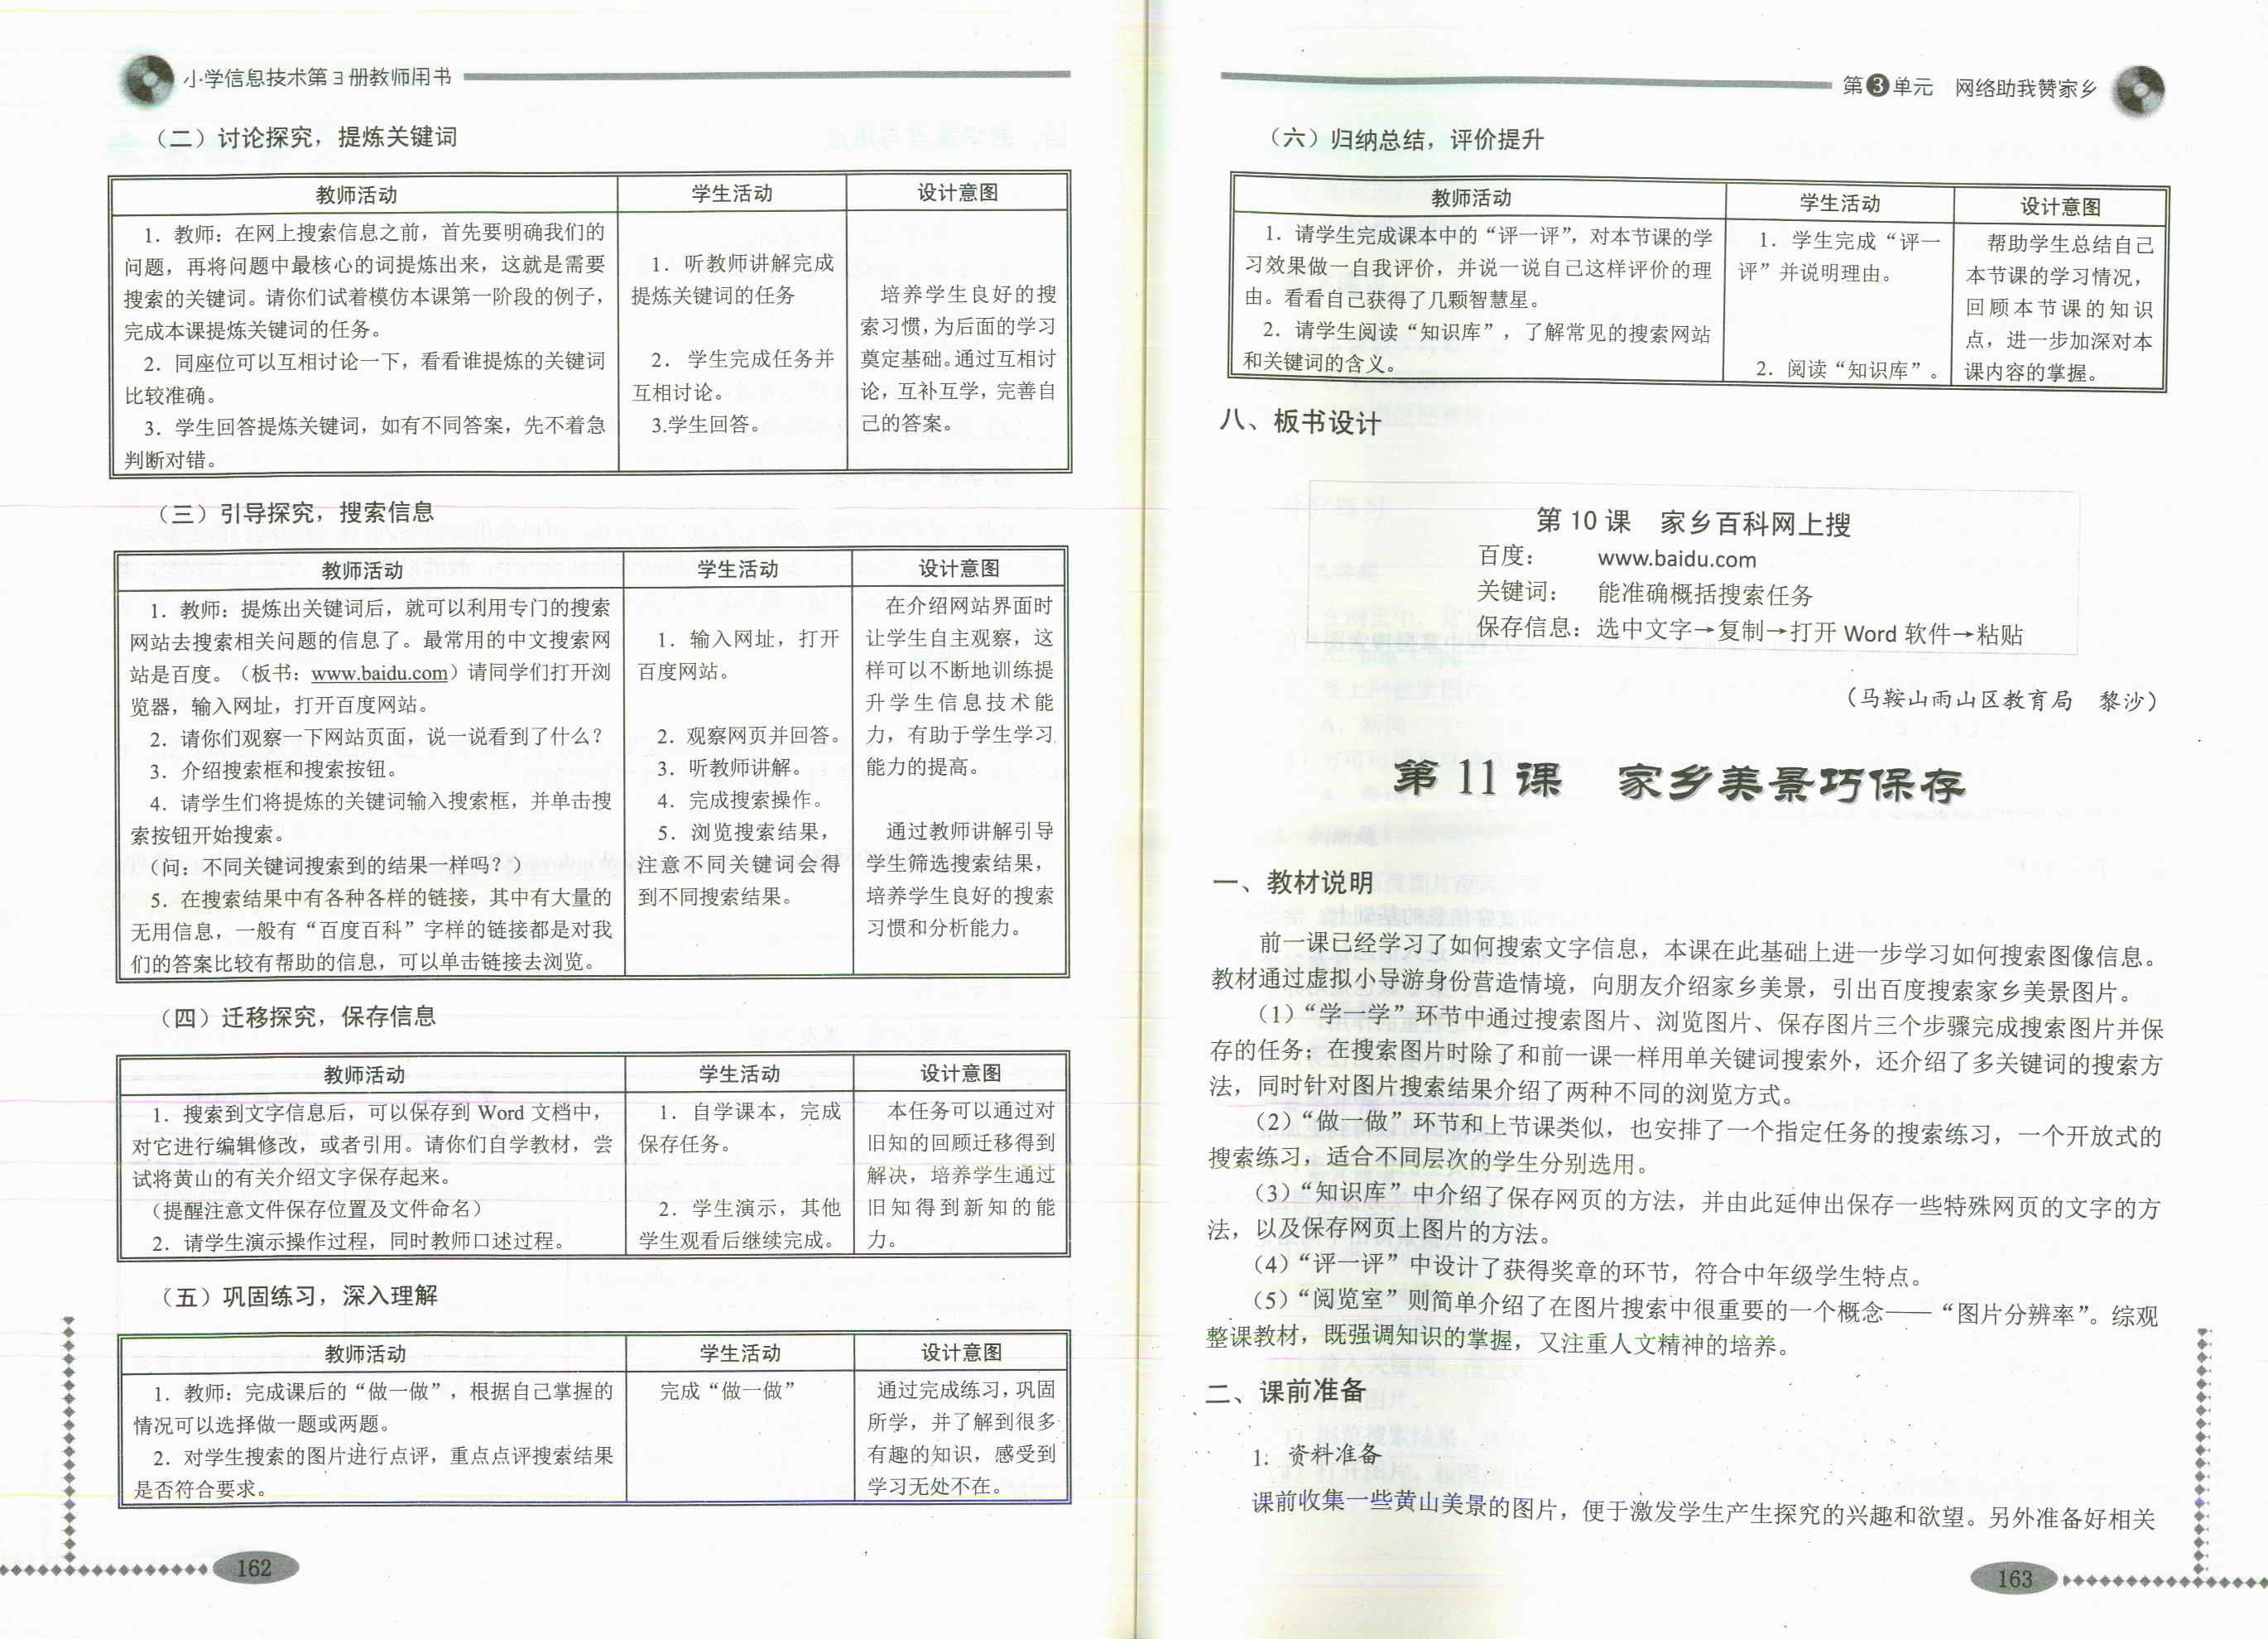 小学信息技术第3册教师用书
（二）讨论探究，提炼关键词
教师活动
学生活动
设计意图
1．教师：在网上搜索信息之前，首先要明确我们的
问题，再将问题中最核心的词提炼出来，这就是需要
搜索的关键词。请你们试着模仿本课第一阶段的例子，
完成本课提炼关键词的任务。
2．同座位可以互相讨论一下，看看谁提炼的关键词
比较准确。
3．学生回答提炼关键词，如有不同答案，先不着急
判断对错。
1．听教师讲解完成
提炼关键词的任务
2． 学生完成任务并
互相讨论。
3.学生回答。
培养学生良好的搜
索习惯，为后面的学习
奠定基础。通过互相讨
论，互补互学，完善自
己的答案。
（三）引导探究，搜索信息
教师活动
学生活动
设计意图
1．教师：提炼出关键词后，就可以利用专门的搜索
网站去搜索相关问题的信息了。最常用的中文搜索网
站是百度。（板书：www.baidu.com）请同学们打开浏
览器，输入网址，打开百度网站。
2．请你们观察一下网站页面，说一说看到了什么？
3．介绍搜索框和搜索按钮。
4．请学生们将提炼的关键词输入搜索框，并单击搜
索按钮开始搜索。
（问：不同关键词搜索到的结果一样吗？）
5．在搜索结果中有各种各样的链接，其中有大量的
无用信息，一般有“百度百科”字样的链接都是对我
们的答案比较有帮助的信息，可以单击链接去浏览。
1．输入网址，打开
百度网站。
2．观察网页并回答。
3．听教师讲解。
4．完成搜索操作。
5．浏览搜索结果，
注意不同关键词会得
到不同搜索结果。
在介绍网站界面时
让学生自主观察，这
样可以不断地训练提
升学生信息技术能
力，有助于学生学习
能力的提高。
通过教师讲解引导
学生筛选搜索结果，
培养学生良好的搜索
习惯和分析能力。
（四）迁移探究，保存信息
教师活动
学生活动
设计意图
1．搜索到文字信息后，可以保存到 Word 文档中，
对它进行编辑修改，或者引用。请你们自学教材，尝
试将黄山的有关介绍文字保存起来。
（提醒注意文件保存位置及文件命名）
2．请学生演示操作过程，同时教师口述过程。
1．自学课本，完成
保存任务。
2．学生演示，其他
学生观看后继续完成。
本任务可以通过对
旧知的回顾迁移得到
解决，培养学生通过
旧知得到新知的能
力。
（五）巩固练习，深入理解
教师活动
学生活动
设计意图
1．教师：完成课后的“做一做”，根据自己掌握的
情况可以选择做一题或两题。
2．对学生搜索的图片进行点评，重点点评搜索结果
是否符合要求。
完成“做一做”
通过完成练习，巩固
所学，并了解到很多
有趣的知识，感受到
学习无处不在。
162
第3单元 网络助我赞家乡
（六）归纳总结，评价提升
教师活动
学生活动
设计意图
1．请学生完成课本中的“评一评”，对本节课的学
习效果做一自我评价，并说一说自己这样评价的理
由。看看自己获得了几颗智慧星。
2．请学生阅读“知识库”，了解常见的搜索网站
和关键词的含义。
1．学生完成“评一
评”并说明理由。
2．阅读“知识库”。
帮助学生总结自己
本节课的学习情况，
回顾本节课的知识
点，进一步加深对本
课内容的掌握。
八、板书设计
第 10 课 家乡百科网上搜
百度： www.baidu.com
关键词： 能准确概括搜索任务
保存信息：选中文字→复制→打开 Word 软件→粘贴
（马鞍山雨山区教育局 黎沙）
第 11 课 家乡美景巧保存
一、教材说明
前一课已经学习了如何搜索文字信息，本课在此基础上进一步学习如何搜索图像信息。
教材通过虚拟小导游身份营造情境，向朋友介绍家乡美景，引出百度搜索家乡美景图片。
（1）“学一学”环节中通过搜索图片、浏览图片、保存图片三个步骤完成搜索图片并保
存的任务；在搜索图片时除了和前一课一样用单关键词搜索外，还介绍了多关键词的搜索方
法，同时针对图片搜索结果介绍了两种不同的浏览方式。
（2）“做一做”环节和上节课类似，也安排了一个指定任务的搜索练习，一个开放式的
搜索练习，适合不同层次的学生分别选用。
（3）“知识库”中介绍了保存网页的方法，并由此延伸出保存一些特殊网页的文字的方
法，以及保存网页上图片的方法。
（4）“评一评”中设计了获得奖章的环节，符合中年级学生特点。
（5）“阅览室”则简单介绍了在图片搜索中很重要的一个概念——“图片分辨率”。综观
整课教材，既强调知识的掌握，又注重人文精神的培养。
二、课前准备
1. 资料准备
课前收集一些黄山美景的图片，便于激发学生产生探究的兴趣和欲望。另外准备好相关
163